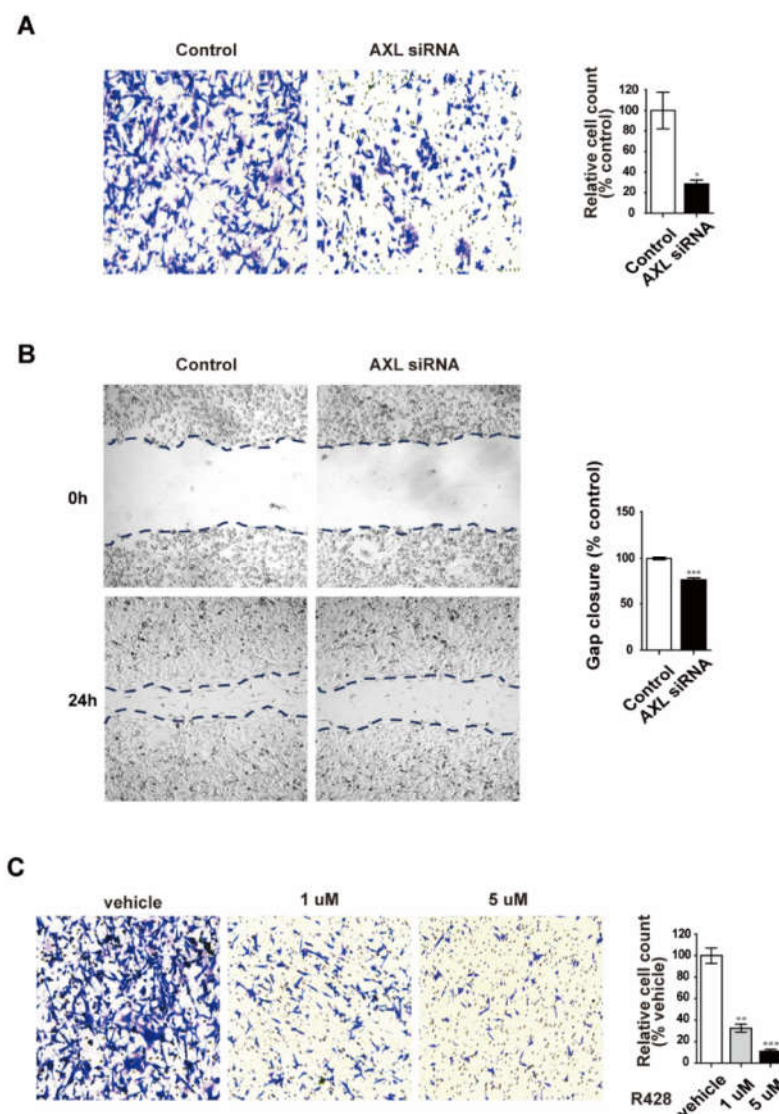 A
Control
AXL siRNA
Relative cell count
(% control)
120
100
80
60
40
20
0
*
Control
AXL siRNA
B
Control
AXL siRNA
0h
24h
Gap closure (% control)
150
100
50
0
***
Control
AXL siRNA
C
vehicle
1 uM
5 uM
Relative cell count
(% vehicle)
120
100
80
60
40
20
0
**
***
R428
vehicle
1 uM
5 uM